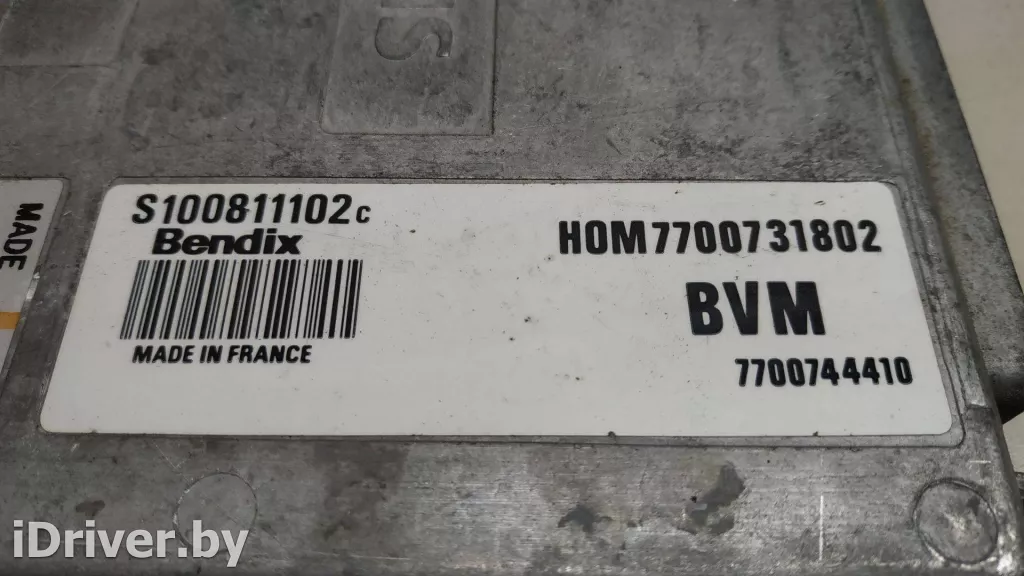 S100811102c
Bendix
MADE IN FRANCE
HOM7700731802
BVM
7700744410
MADE
iDriver.by